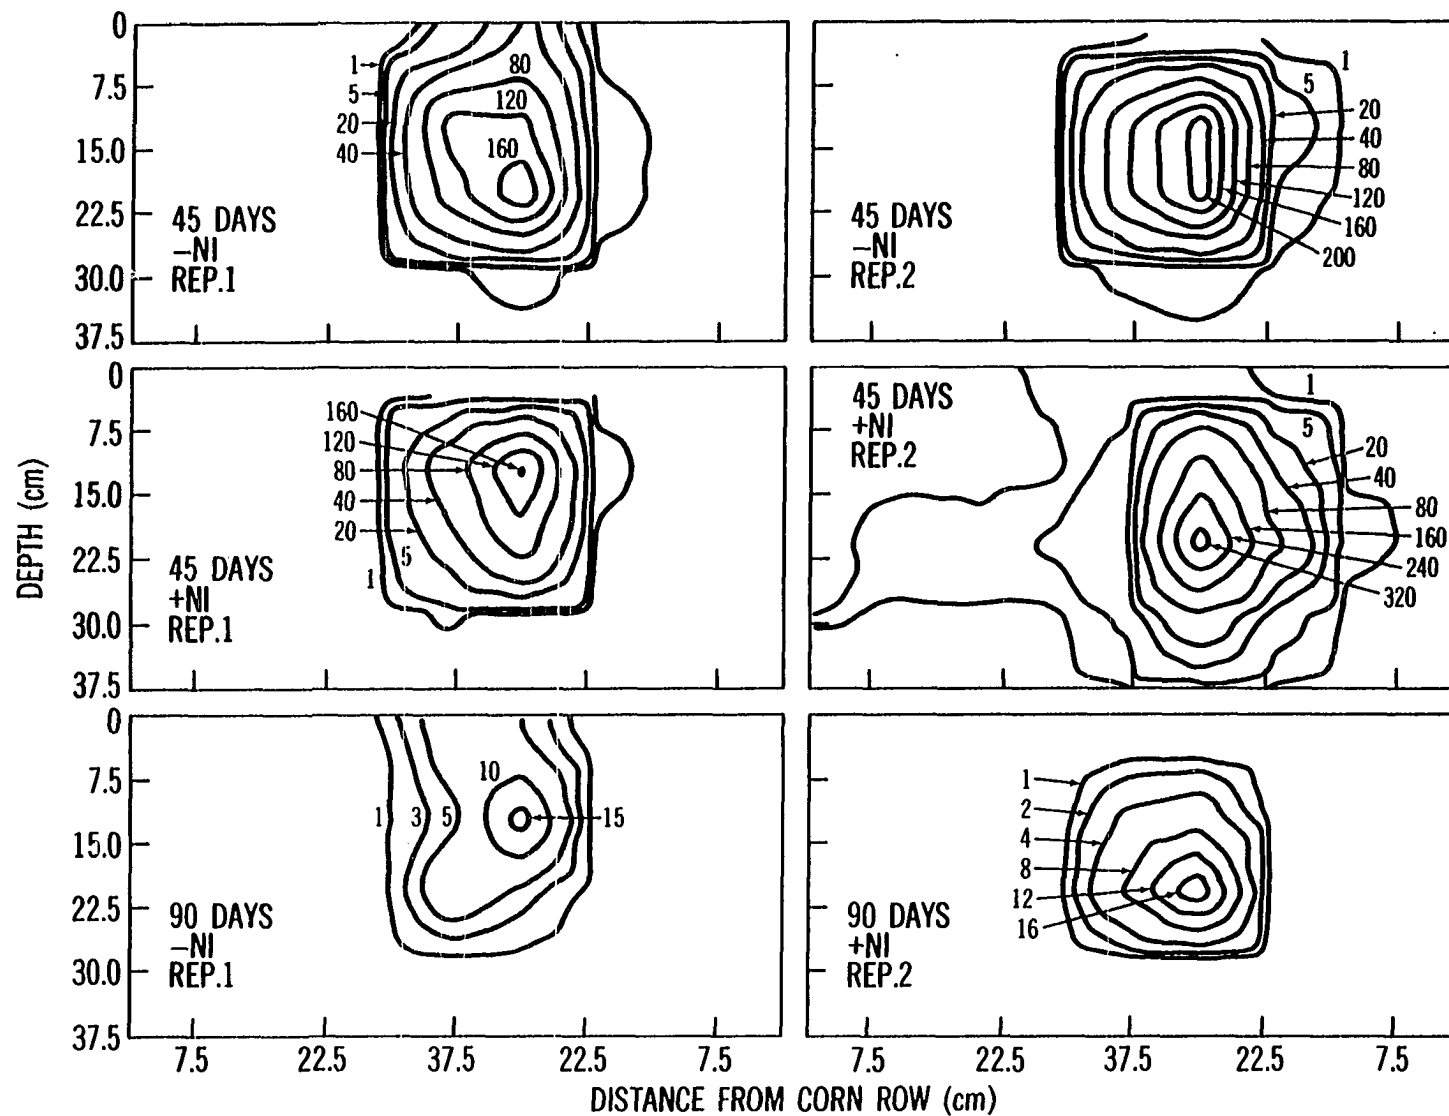 0
7.5
15.0
22.5
30.0
37.5
1
5
20
40
80
120
160
45 DAYS
–NI
REP.1
1
5
20
40
80
120
160
200
45 DAYS
–NI
REP.2
0
7.5
15.0
22.5
30.0
37.5
160
120
80
40
20
5
1
45 DAYS
+NI
REP.1
45 DAYS
+NI
REP.2
1
5
20
40
80
160
240
320
DEPTH (cm)
0
7.5
15.0
22.5
30.0
37.5
10
1 3 5
15
90 DAYS
–NI
REP.1
1
2
4
8
12
16
90 DAYS
+NI
REP.2
7.5 22.5 37.5 22.5 7.5
7.5 22.5 37.5 22.5 7.5
DISTANCE FROM CORN ROW (cm)